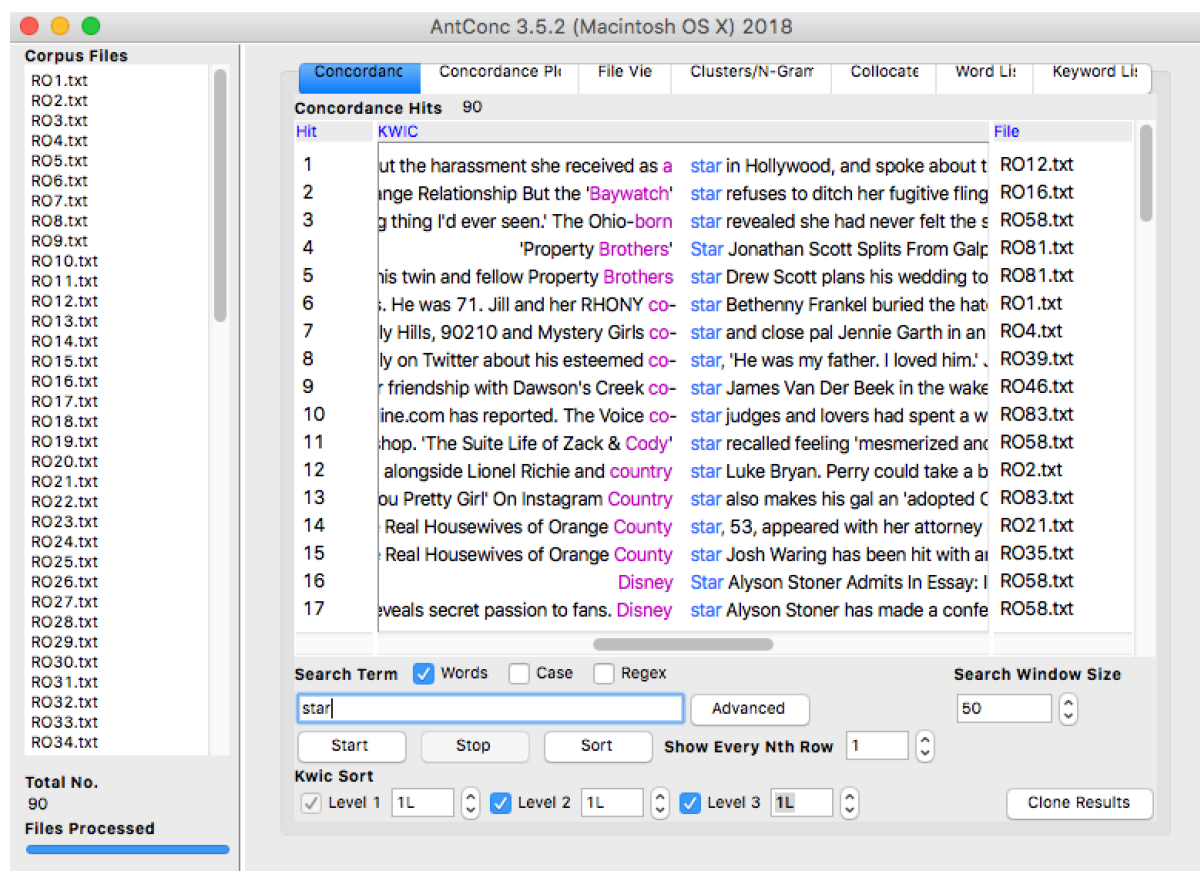 AntConc 3.5.2 (Macintosh OS X) 2018
Corpus Files
RO1.txt
RO2.txt
RO3.txt
RO4.txt
RO5.txt
RO6.txt
RO7.txt
RO8.txt
RO9.txt
RO10.txt
RO11.txt
RO12.txt
RO13.txt
RO14.txt
RO15.txt
RO16.txt
RO17.txt
RO18.txt
RO19.txt
RO20.txt
RO21.txt
RO22.txt
RO23.txt
RO24.txt
RO25.txt
RO26.txt
RO27.txt
RO28.txt
RO29.txt
RO30.txt
RO31.txt
RO32.txt
RO33.txt
RO34.txt
Total No.
90
Files Processed
Concordanc Concordance Plo File Vie Clusters/N-Gram Collocate Word Lis Keyword Lis
Concordance Hits 90
Hit KWIC File
1 ut the harassment she received as a star in Hollywood, and spoke about t RO12.txt
2 ange Relationship But the 'Baywatch' star refuses to ditch her fugitive fling RO16.txt
3 g thing I'd ever seen.' The Ohio-born star revealed she had never felt the s RO58.txt
4 'Property Brothers' Star Jonathan Scott Splits From Galp RO81.txt
5 his twin and fellow Property Brothers star Drew Scott plans his wedding to RO81.txt
6 s. He was 71. Jill and her RHONY co- star Bethenny Frankel buried the hat RO1.txt
7 ly Hills, 90210 and Mystery Girls co- star and close pal Jennie Garth in an RO4.txt
8 ly on Twitter about his esteemed co- star, 'He was my father. I loved him.' J RO39.txt
9 r friendship with Dawson's Creek co- star James Van Der Beek in the wake RO46.txt
10 ine.com has reported. The Voice co- star judges and lovers had spent a w RO83.txt
11 shop. 'The Suite Life of Zack & Cody' star recalled feeling 'mesmerized and RO58.txt
12 alongside Lionel Richie and country star Luke Bryan. Perry could take a b RO2.txt
13 ou Pretty Girl' On Instagram Country star also makes his gal an 'adopted C RO83.txt
14 Real Housewives of Orange County star, 53, appeared with her attorney RO21.txt
15 Real Housewives of Orange County star Josh Waring has been hit with an RO35.txt
16 Disney Star Alyson Stoner Admits In Essay: I RO58.txt
17 eveals secret passion to fans. Disney star Alyson Stoner has made a confe RO58.txt
Search Term Words Case Regex Search Window Size
star Advanced 50
Start Stop Sort Show Every Nth Row 1
Kwic Sort
Level 1 1L Level 2 1L Level 3 1L Clone Results